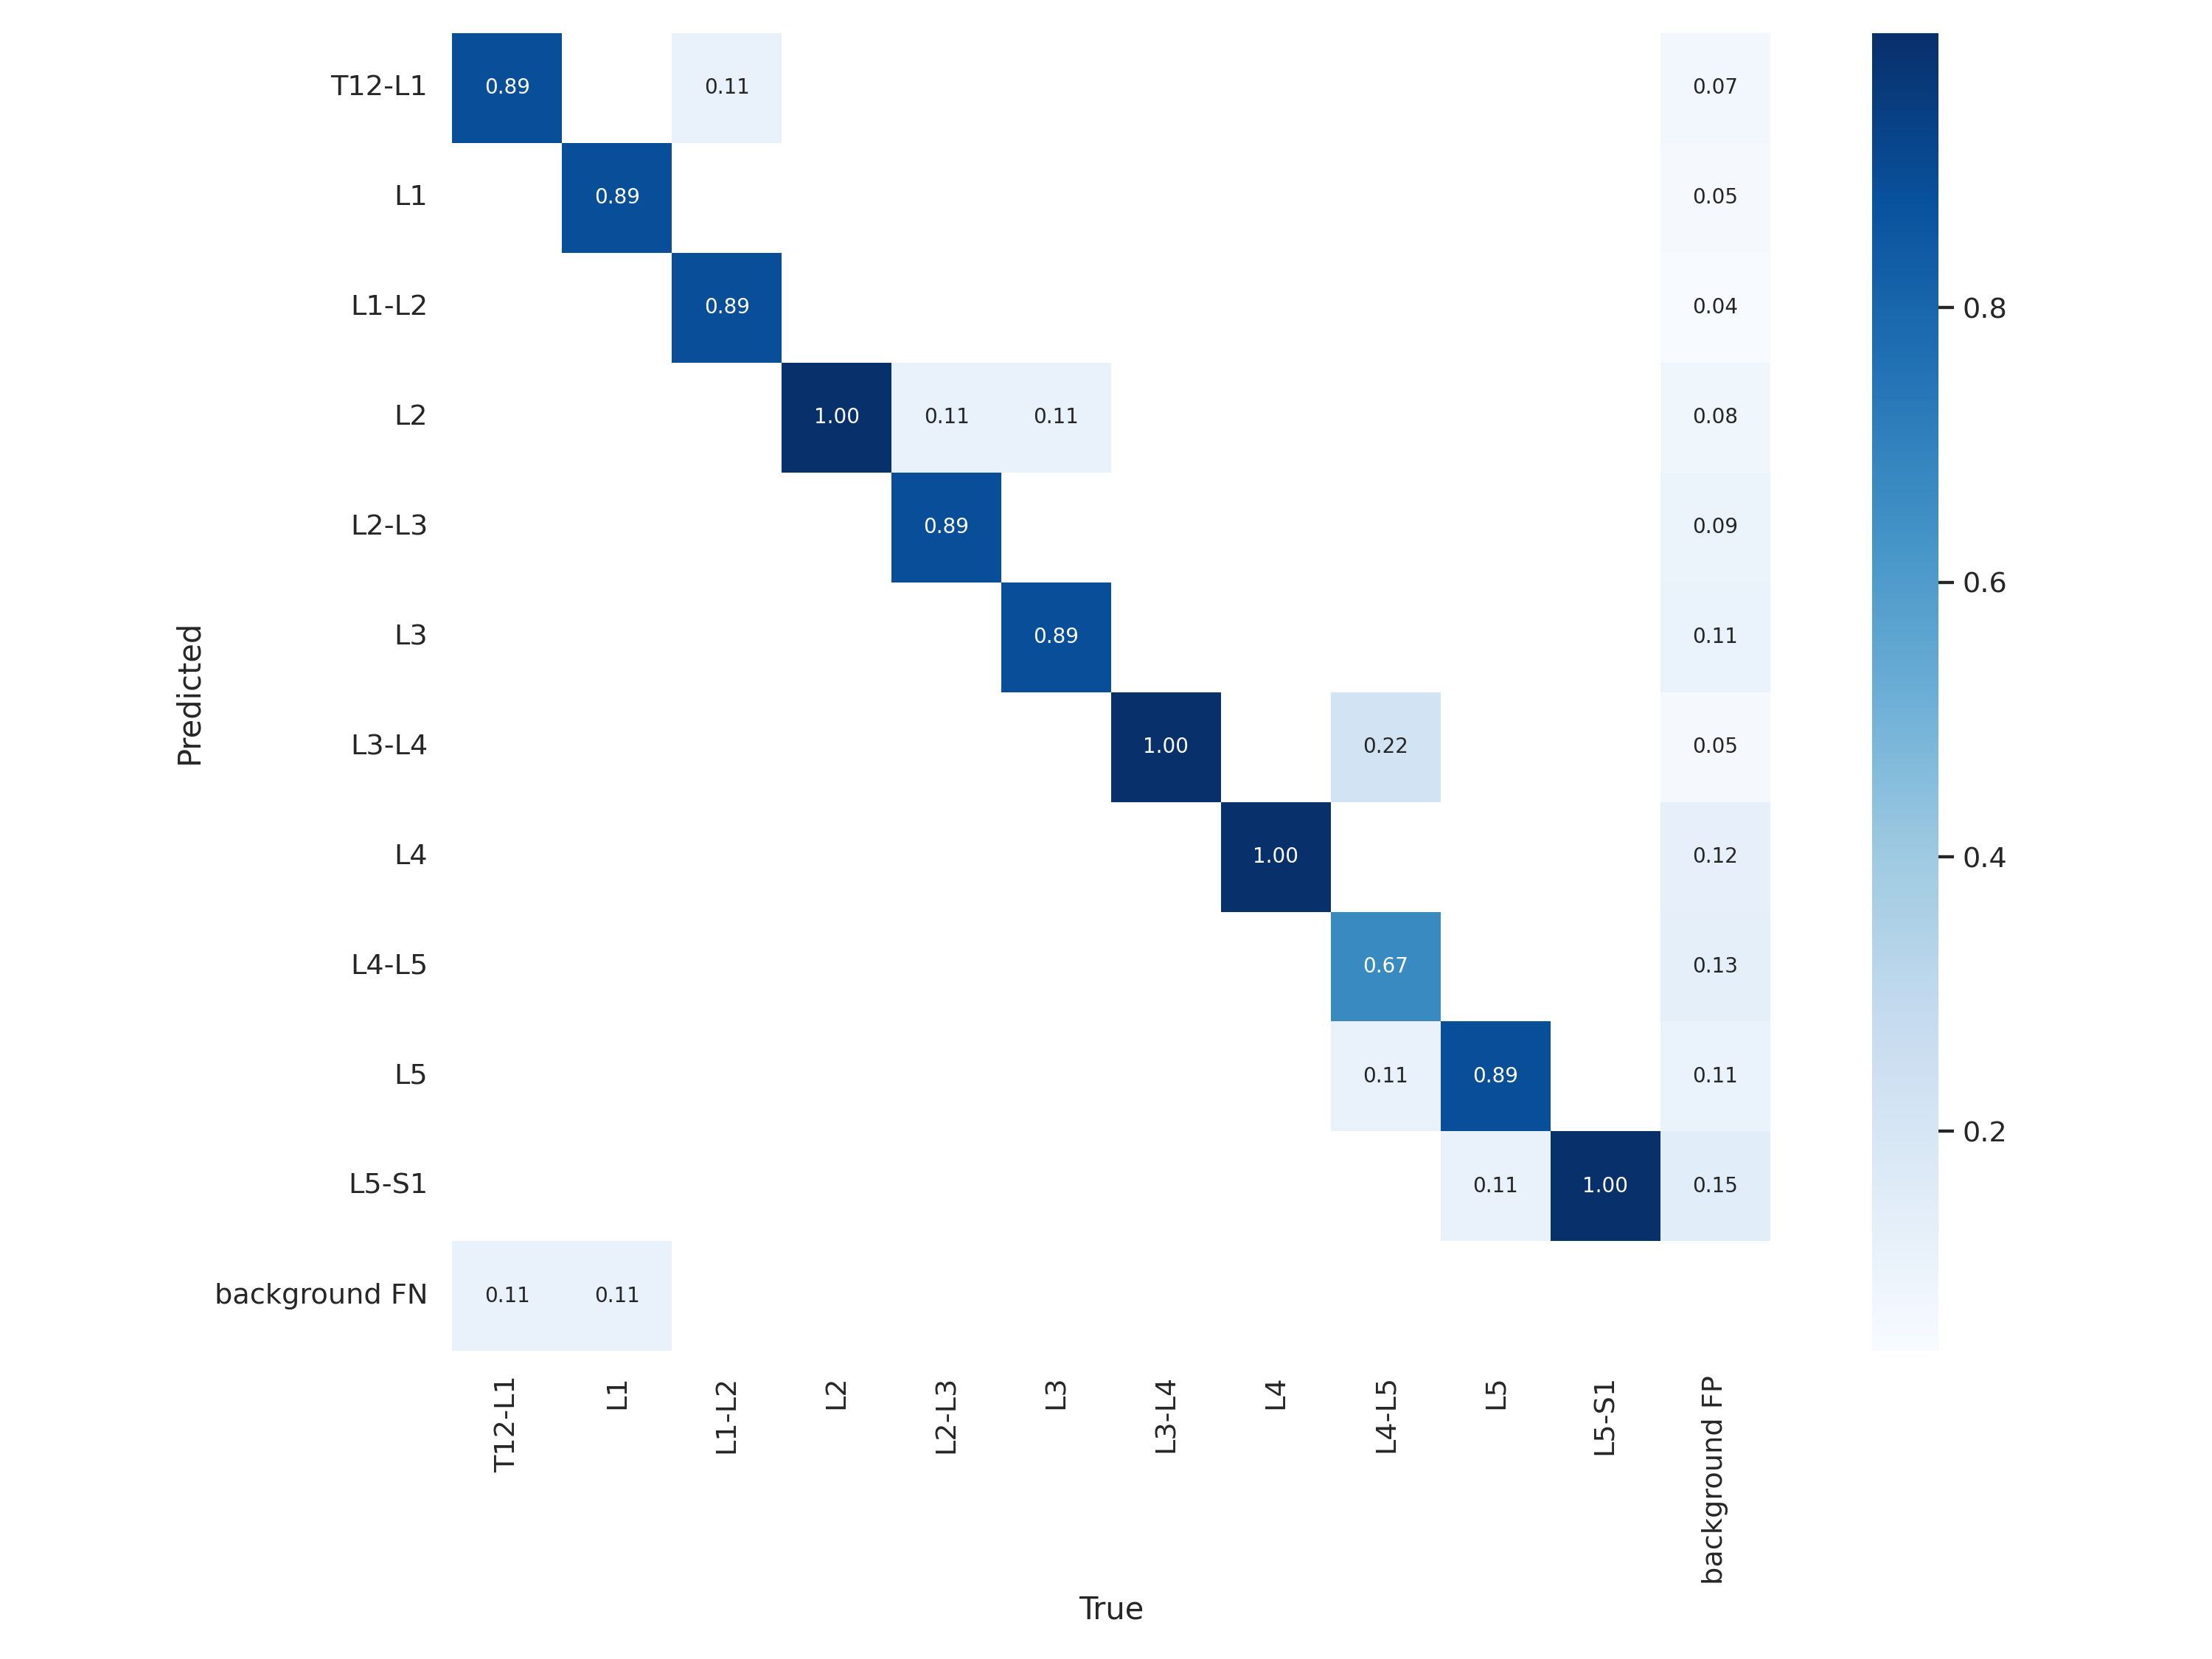 T12-L1 0.89 0.11 0.07
L1 0.89 0.05
L1-L2 0.89 0.04
0.8
L2 1.00 0.11 0.11 0.08
L2-L3 0.89 0.09
0.6
L3 0.89 0.11
Predicted
L3-L4 1.00 0.22 0.05
L4 1.00 0.12
0.4
L4-L5 0.67 0.13
L5 0.11 0.89 0.11
0.2
L5-S1 0.11 1.00 0.15
background FN 0.11 0.11
T12-L1 L1 L1-L2 L2 L2-L3 L3 L3-L4 L4 L4-L5 L5 L5-S1 background FP
True